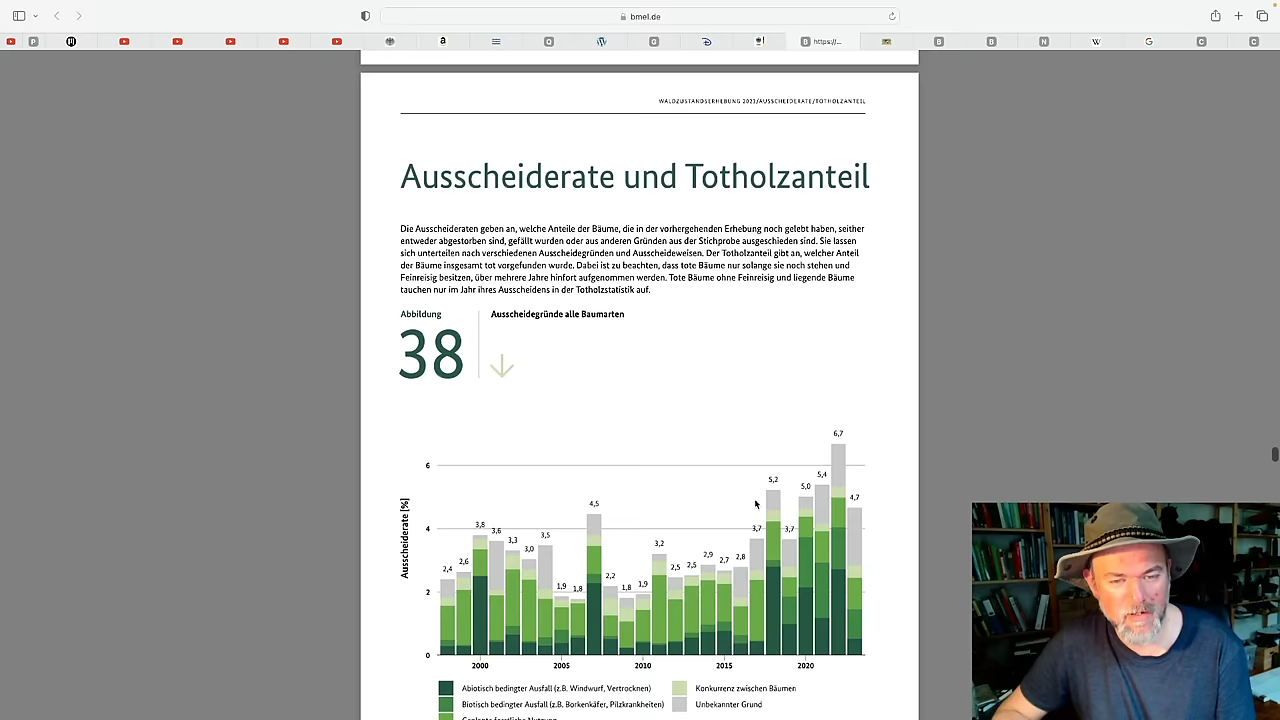 bmel.de
https://...
WALDZUSTANDSERHEBUNG 2023/AUSSCHEIDERATE/TOTHOLZANTEIL
Ausscheiderate und Totholzanteil
Die Ausscheideraten geben an, welche Anteile der Bäume, die in der vorhergehenden Erhebung noch gelebt haben, seither
entweder abgestorben sind, gefällt wurden oder aus anderen Gründen aus der Stichprobe ausgeschieden sind. Sie lassen
sich unterteilen nach verschiedenen Ausscheidegründen und Ausscheideweisen. Der Totholzanteil gibt an, welcher Anteil
der Bäume insgesamt tot vorgefunden wurde. Dabei ist zu beachten, dass tote Bäume nur solange sie noch stehen und
Feinreisig besitzen, über mehrere Jahre hinfort aufgenommen werden. Tote Bäume ohne Feinreisig und liegende Bäume
tauchen nur im Jahr ihres Ausscheidens in der Totholzstatistik auf.
Abbildung
38
Ausscheidegründe alle Baumarten
Ausscheiderate [%]
6
4
2
0
2,4
2,6
3,8
3,6
3,3
3,0
3,5
1,9
1,8
4,5
2,2
1,8
1,9
3,2
2,5
2,5
2,9
2,7
2,8
3,7
5,2
3,7
5,0
5,4
6,7
4,7
2000
2005
2010
2015
2020
Abiotisch bedingter Ausfall (z.B. Windwurf, Vertrocknen)
Biotisch bedingter Ausfall (z.B. Borkenkäfer, Pilzkrankheiten)
Geplante forstliche Nutzung
Konkurrenz zwischen Bäumen
Unbekannter Grund